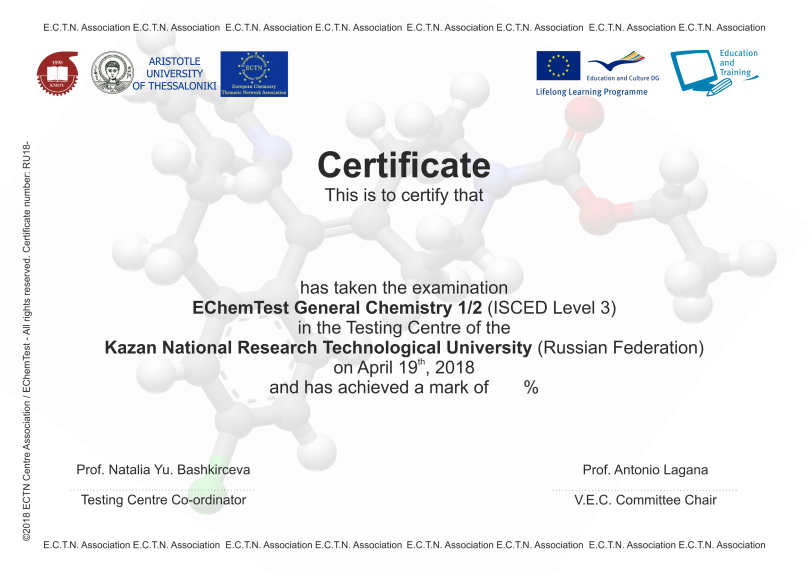 E.C.T.N. Association E.C.T.N. Association E.C.T.N. Association E.C.T.N. Association E.C.T.N. Association E.C.T.N. Association E.C.T.N. Association E.C.T.N. Association
1890
KNRTU
ARISTOTLE
UNIVERSITY
OF THESSALONIKI
ECTN
European Chemistry
Thematic Network Association
Education and Culture DG
Lifelong Learning Programme
Education
and
Training
Certificate
This is to certify that
has taken the examination
EChemTest General Chemistry 1/2 (ISCED Level 3)
in the Testing Centre of the
Kazan National Research Technological University (Russian Federation)
on April 19th, 2018
and has achieved a mark of %
Prof. Natalia Yu. Bashkirceva
Testing Centre Co-ordinator
Prof. Antonio Lagana
V.E.C. Committee Chair
©2018 ECTN Centre Association / EChemTest - All rights reserved. Certificate number: RU18-
E.C.T.N. Association E.C.T.N. Association E.C.T.N. Association E.C.T.N. Association E.C.T.N. Association E.C.T.N. Association E.C.T.N. Association E.C.T.N. Association